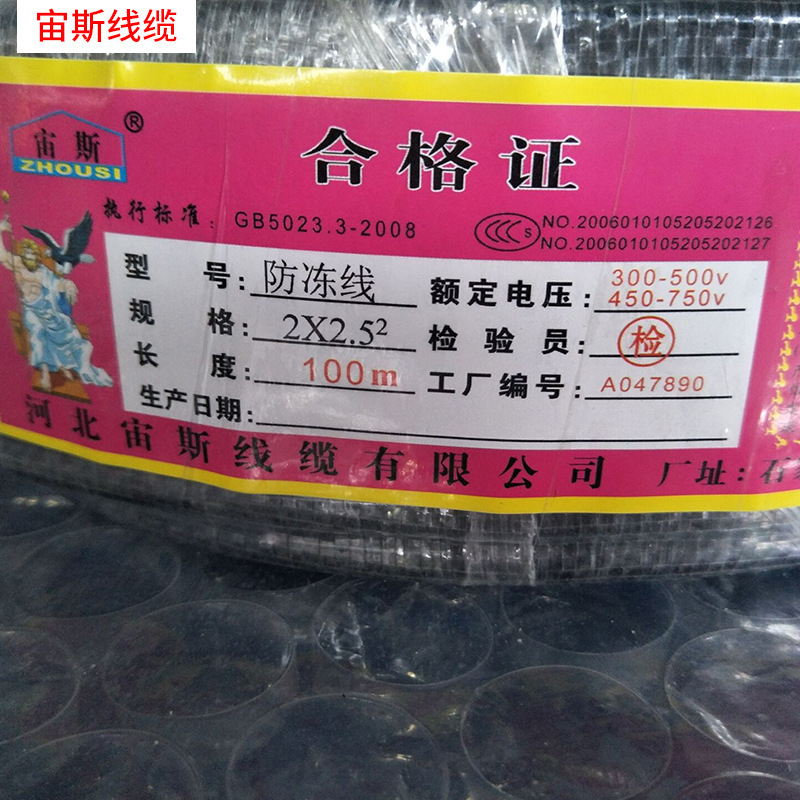 宙斯线缆
宙斯
ZHOUSI
®
合格证
执行标准: GB5023.3-2008
CCC S
NO.2006010105205202126
NO.2006010105205202127
型号: 防冻线
额定电压: 300-500v
450-750v
规格: 2X2.5²
检验员: 检
长度: 100m
工厂编号: A047890
生产日期:
河北宙斯线缆有限公司
厂址: 石